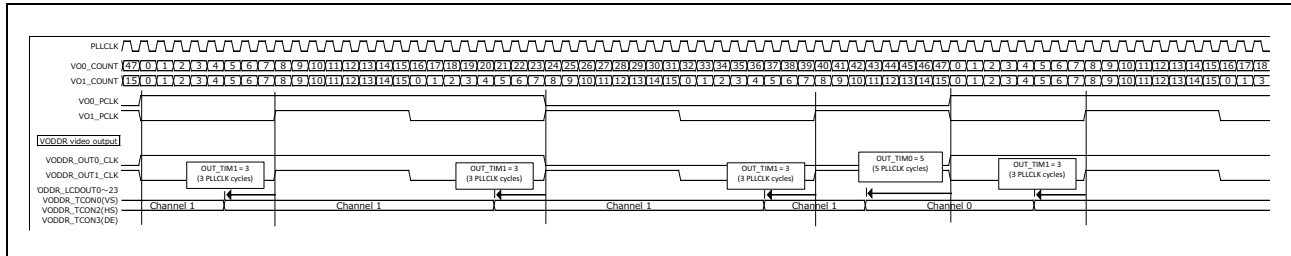 PLLCLK
VO0_COUNT 47 0 1 2 3 4 5 6 7 8 9 10 11 12 13 14 15 16 17 18 19 20 21 22 23 24 25 26 27 28 29 30 31 32 33 34 35 36 37 38 39 40 41 42 43 44 45 46 47 0 1 2 3 4 5 6 7 8 9 10 11 12 13 14 15 16 17 18
VO1_COUNT 15 0 1 2 3 4 5 6 7 8 9 10 11 12 13 14 15 0 1 2 3 4 5 6 7 8 9 10 11 12 13 14 15 0 1 2 3 4 5 6 7 8 9 10 11 12 13 14 15 0 1 2 3 4 5 6 7 8 9 10 11 12 13 14 15 0 1 3
VO0_PCLK
VO1_PCLK
VODDR video output
VODDR_OUT0_CLK
VODDR_OUT1_CLK
OUT_TIM1 = 3
(3 PLLCLK cycles)
OUT_TIM1 = 3
(3 PLLCLK cycles)
OUT_TIM1 = 3
(3 PLLCLK cycles)
OUT_TIM0 = 5
(5 PLLCLK cycles)
OUT_TIM1 = 3
(3 PLLCLK cycles)
ODDR_LCDOUT0~23
VODDR_TCON0(VS)
VODDR_TCON2(HS)
VODDR_TCON3(DE)
Channel 1 Channel 1 Channel 1 Channel 1 Channel 0